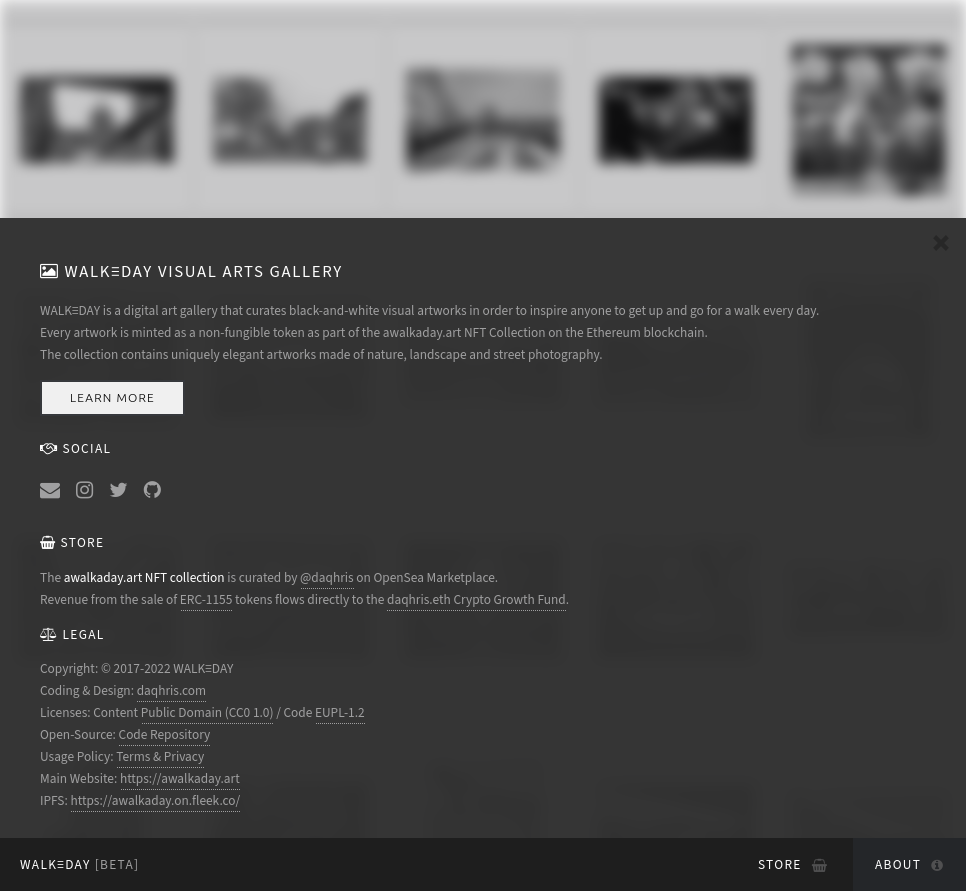 WALK≡DAY VISUAL ARTS GALLERY
WALK≡DAY is a digital art gallery that curates black-and-white visual artworks in order to inspire anyone to get up and go for a walk every day.
Every artwork is minted as a non-fungible token as part of the awalkaday.art NFT Collection on the Ethereum blockchain.
The collection contains uniquely elegant artworks made of nature, landscape and street photography.
LEARN MORE
SOCIAL
STORE
The awalkaday.art NFT collection is curated by @daqhris on OpenSea Marketplace.
Revenue from the sale of ERC-1155 tokens flows directly to the daqhris.eth Crypto Growth Fund.
LEGAL
Copyright: © 2017-2022 WALK≡DAY
Coding & Design: daqhris.com
Licenses: Content Public Domain (CC0 1.0) / Code EUPL-1.2
Open-Source: Code Repository
Usage Policy: Terms & Privacy
Main Website: https://awalkaday.art
IPFS: https://awalkaday.on.fleek.co/
WALK≡DAY [BETA] STORE ABOUT